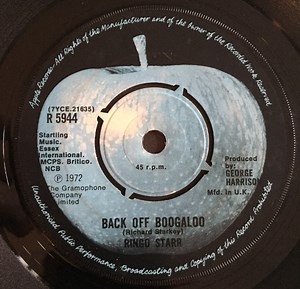 Apple Records · All Rights of the Manufacturer and of the Owner of the Recorded Work Reserved.
(7YCE.21635)
R 5944
Startling
Music.
Essex
International.
MCPS. Britico.
NCB
℗ 1972
The Gramophone
Company
Limited
45 r.p.m.
Produced by:
GEORGE
HARRISO
Mfd. in U.K.
BACK OFF BOOGALOO
(Richard Starkey)
RINGO STARR
Unauthorised Public Performance, Broadcasting and Copying of this Record Prohibited